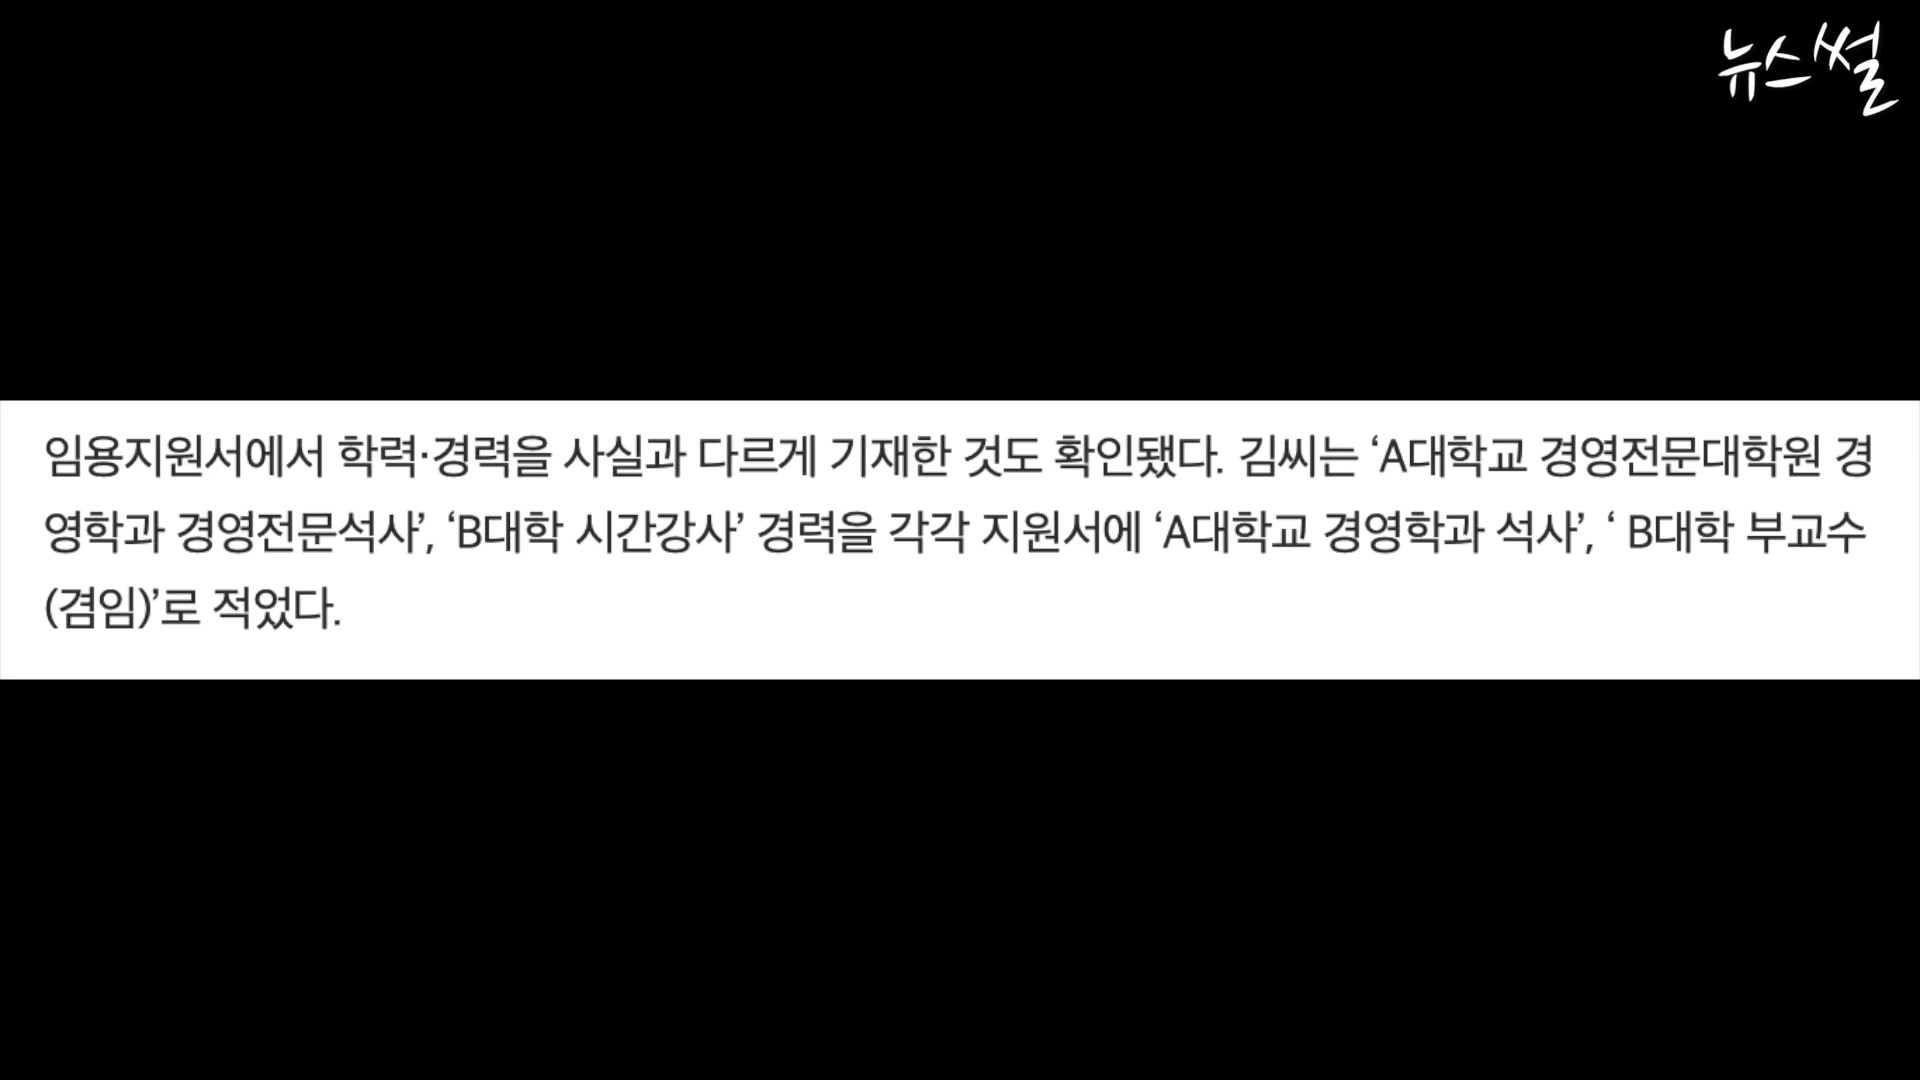 뉴스썰
임용지원서에서 학력·경력을 사실과 다르게 기재한 것도 확인됐다. 김씨는 ‘A대학교 경영전문대학원 경
영학과 경영전문석사’, ‘B대학 시간강사’ 경력을 각각 지원서에 ‘A대학교 경영학과 석사’, ‘ B대학 부교수
(겸임)’로 적었다.